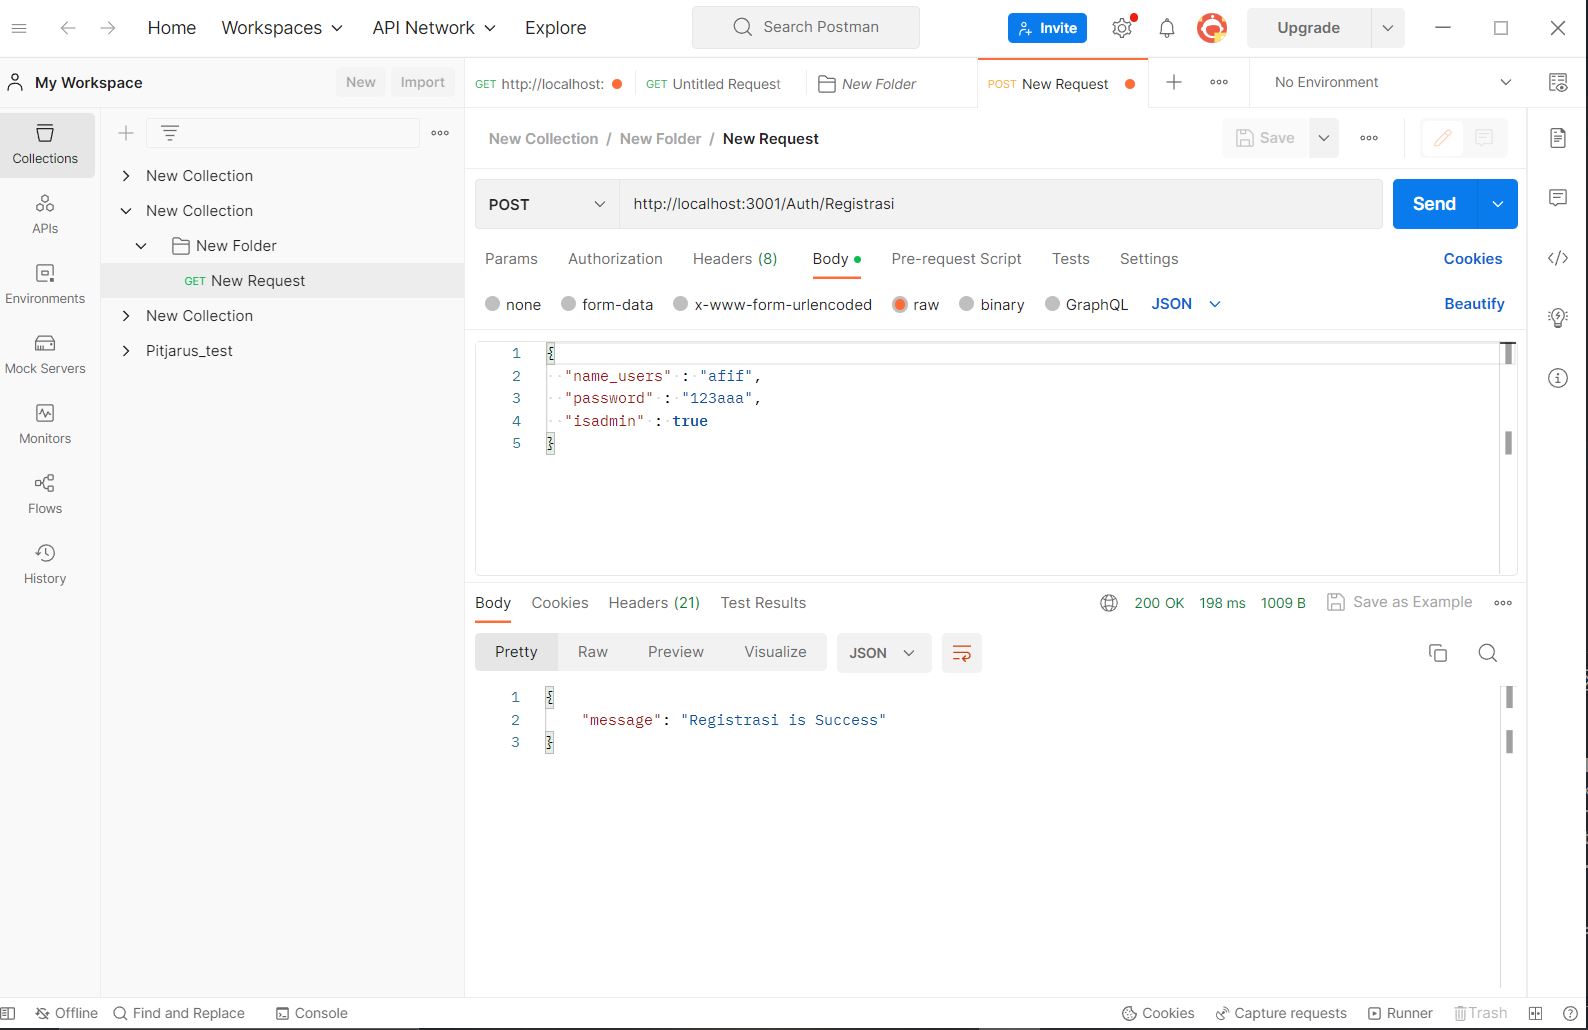 Home Workspaces API Network Explore Search Postman Invite Upgrade
My Workspace New Import
GET http://localhost: GET Untitled Request New Folder POST New Request No Environment
Collections
APIs
Environments
Mock Servers
Monitors
Flows
History
New Collection
New Collection
New Folder
GET New Request
New Collection
Pitjarus_test
New Collection / New Folder / New Request Save
POST http://localhost:3001/Auth/Registrasi Send
Params Authorization Headers (8) Body Pre-request Script Tests Settings Cookies
none form-data x-www-form-urlencoded raw binary GraphQL JSON Beautify
1 {
2 "name_users" : "afif",
3 "password" : "123aaa",
4 "isadmin" : true
5 }
Body Cookies Headers (21) Test Results 200 OK 198 ms 1009 B Save as Example
Pretty Raw Preview Visualize JSON
1 {
2 "message": "Registrasi is Success"
3 }
Offline Find and Replace Console Cookies Capture requests Runner Trash